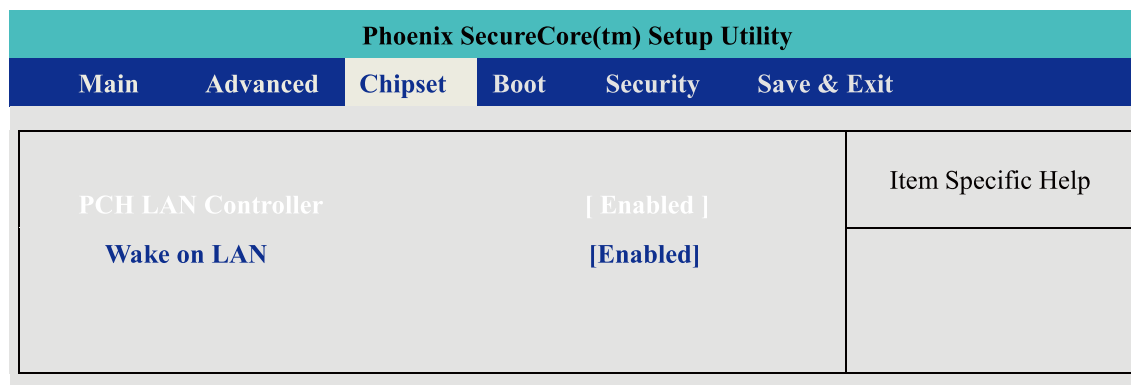 Phoenix SecureCore(tm) Setup Utility
Main Advanced Chipset Boot Security Save & Exit
Item Specific Help
PCH LAN Controller [ Enabled ]
Wake on LAN [Enabled]